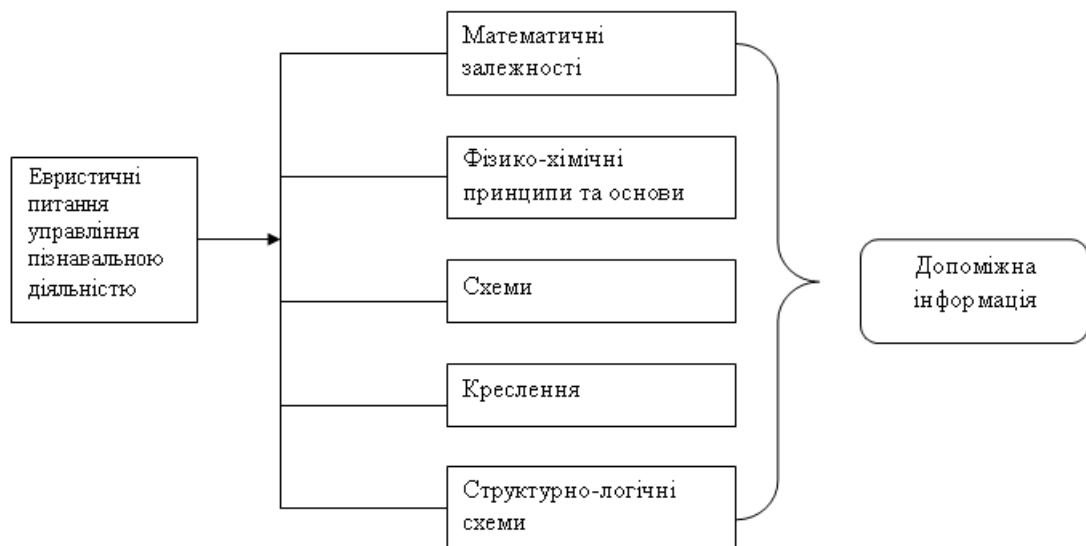 Евристичні
питання
управління
пізнавальною
діяльністю
Математичні
залежності
Фізико-хімічні
принципи та основи
Схеми
Креслення
Структурно-логічні
схеми
Допоміжна
інформація